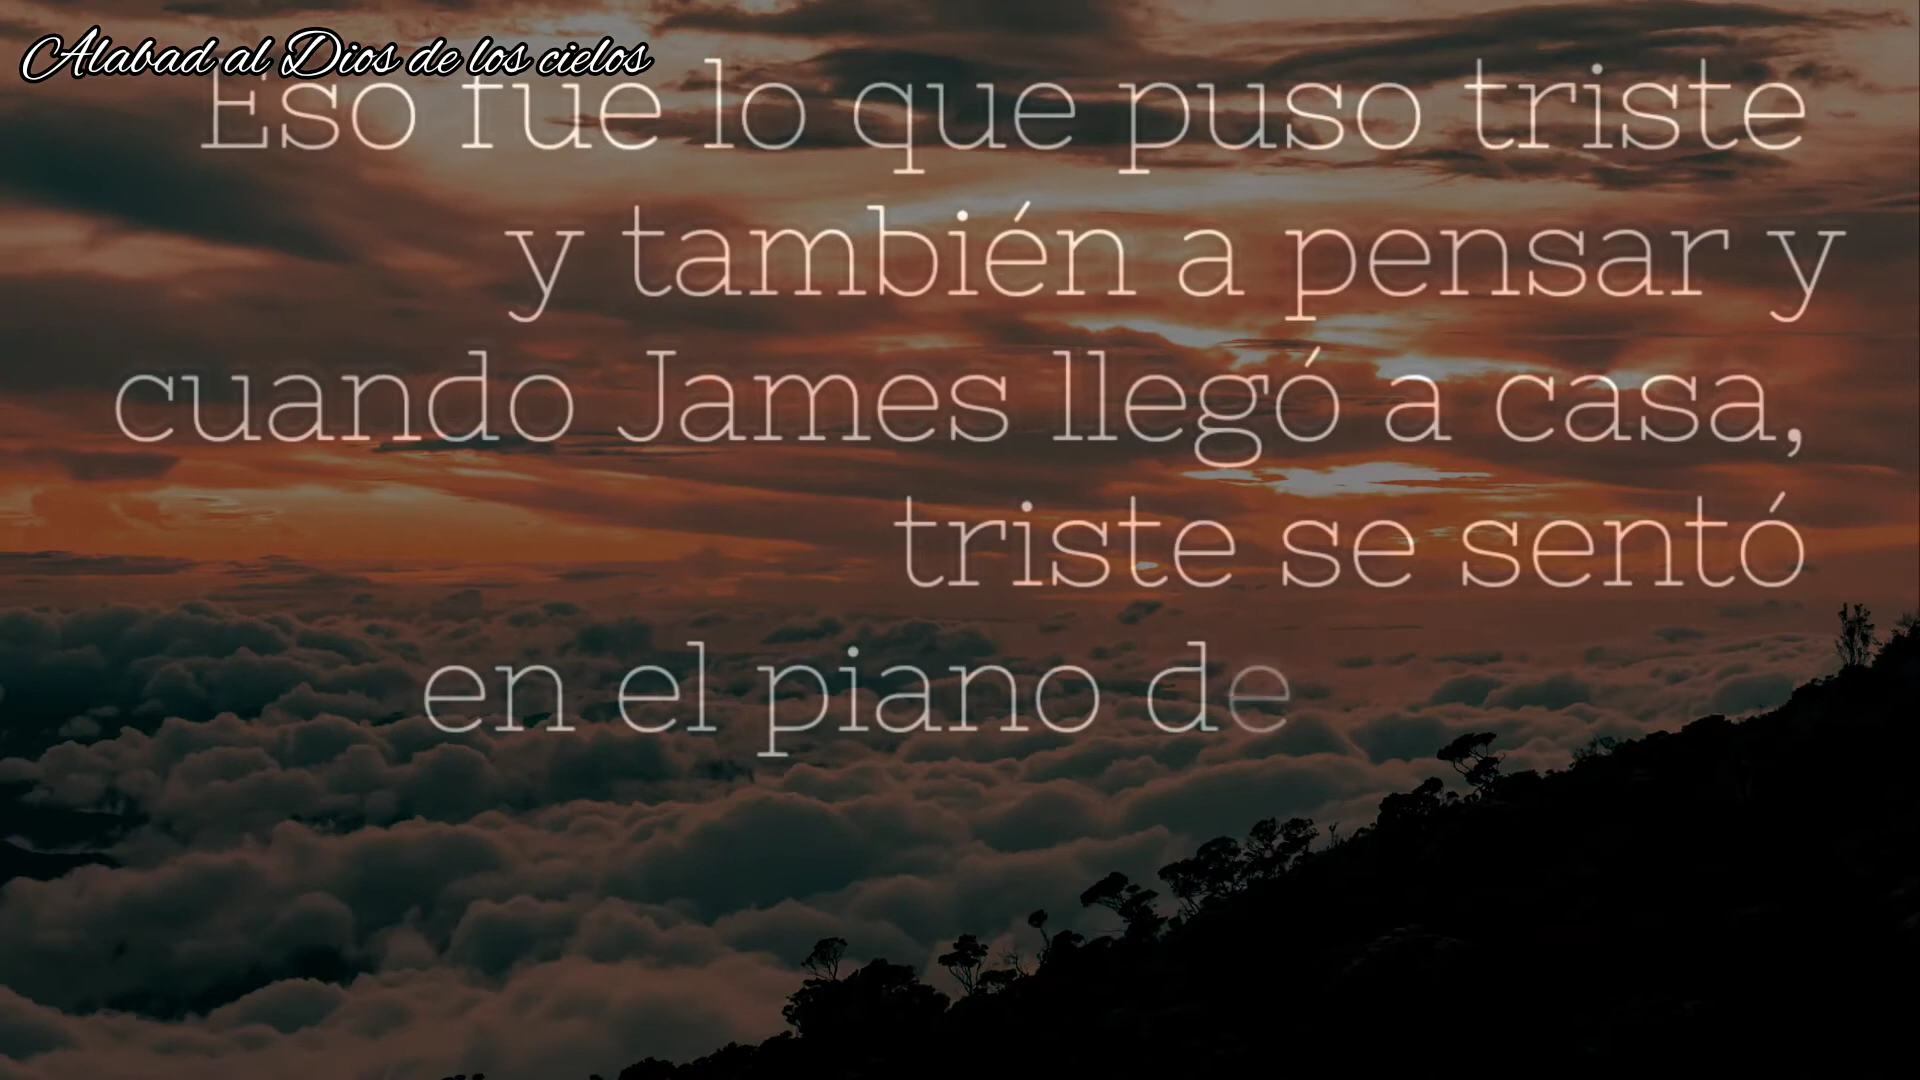 Alabad al Dios de los cielos
Eso fue lo que puso triste
y también a pensar y
cuando James llegó a casa,
triste se sentó
en el piano de